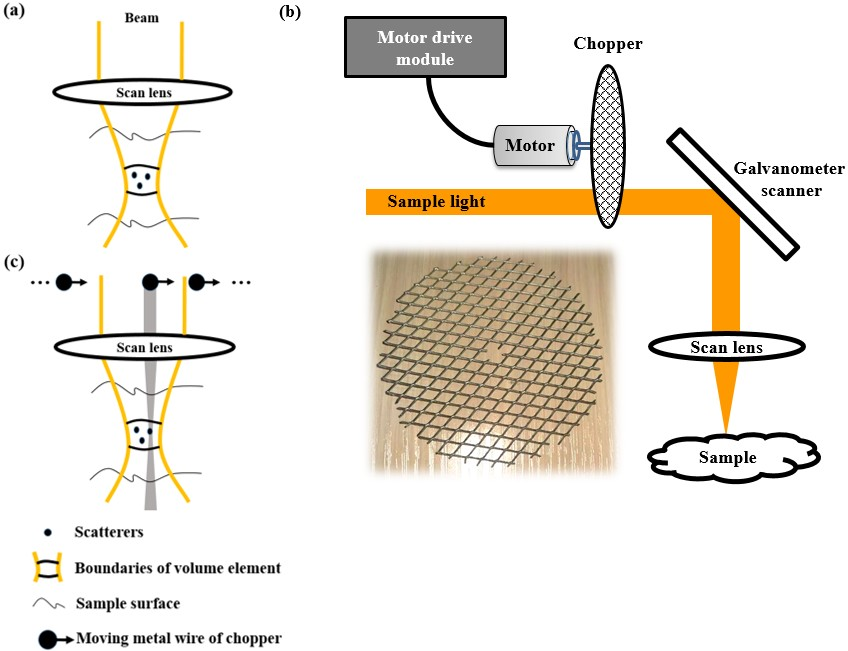 (a)
Beam
Scan lens
(b)
Motor drive
module
Chopper
Motor
Galvanometer
scanner
Sample light
Scan lens
Sample
(c)
... ...
Scan lens
Scatterers
Boundaries of volume element
Sample surface
Moving metal wire of chopper